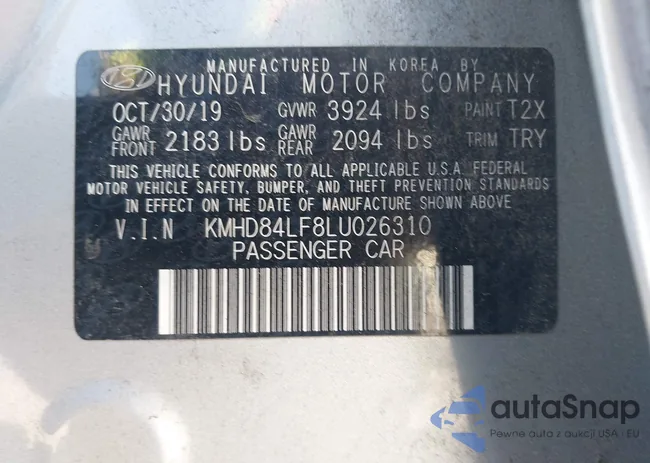 MANUFACTURED IN KOREA BY
HYUNDAI MOTOR COMPANY
OCT/30/19 GVWR 3924 lbs PAINT T2X
GAWR FRONT 2183 lbs GAWR REAR 2094 lbs TRIM TRY
THIS VEHICLE CONFORMS TO ALL APPLICABLE U.S.A. FEDERAL
MOTOR VEHICLE SAFETY, BUMPER, AND THEFT PREVENTION STANDARDS
IN EFFECT ON THE DATE OF MANUFACTURE SHOWN ABOVE
V.I.N KMHD84LF8LU026310
PASSENGER CAR
autaSnap
Pewne auta z aukcji USA i EU